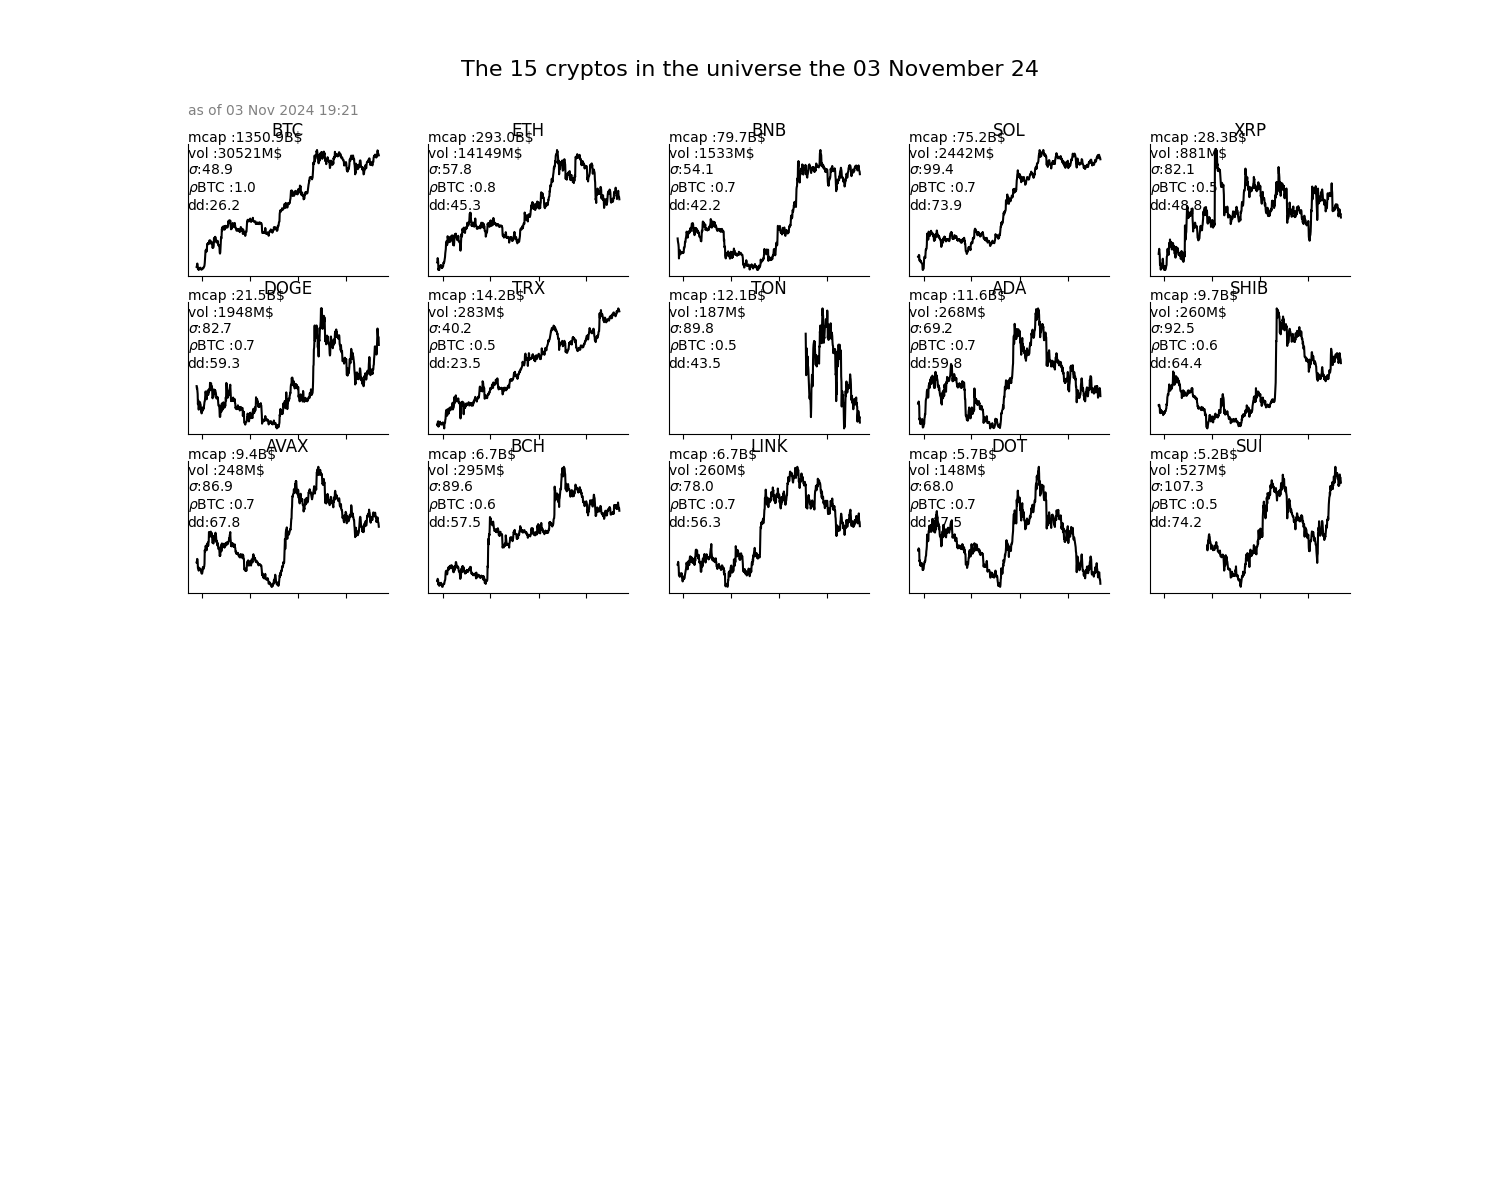 The 15 cryptos in the universe the 03 November 24
as of 03 Nov 2024 19:21
BTC
mcap :1350.9B$
vol :30521M$
σ:48.9
ρBTC :1.0
dd:26.2
ETH
mcap :293.0B$
vol :14149M$
σ:57.8
ρBTC :0.8
dd:45.3
BNB
mcap :79.7B$
vol :1533M$
σ:54.1
ρBTC :0.7
dd:42.2
SOL
mcap :75.2B$
vol :2442M$
σ:99.4
ρBTC :0.7
dd:73.9
XRP
mcap :28.3B$
vol :881M$
σ:82.1
ρBTC :0.5
dd:48.8
DOGE
mcap :21.5B$
vol :1948M$
σ:82.7
ρBTC :0.7
dd:59.3
TRX
mcap :14.2B$
vol :283M$
σ:40.2
ρBTC :0.5
dd:23.5
TON
mcap :12.1B$
vol :187M$
σ:89.8
ρBTC :0.5
dd:43.5
ADA
mcap :11.6B$
vol :268M$
σ:69.2
ρBTC :0.7
dd:59.8
SHIB
mcap :9.7B$
vol :260M$
σ:92.5
ρBTC :0.6
dd:64.4
AVAX
mcap :9.4B$
vol :248M$
σ:86.9
ρBTC :0.7
dd:67.8
BCH
mcap :6.7B$
vol :295M$
σ:89.6
ρBTC :0.6
dd:57.5
LINK
mcap :6.7B$
vol :260M$
σ:78.0
ρBTC :0.7
dd:56.3
DOT
mcap :5.7B$
vol :148M$
σ:68.0
ρBTC :0.7
SUI
mcap :5.2B$
vol :527M$
σ:107.3
ρBTC :0.5
dd:74.2